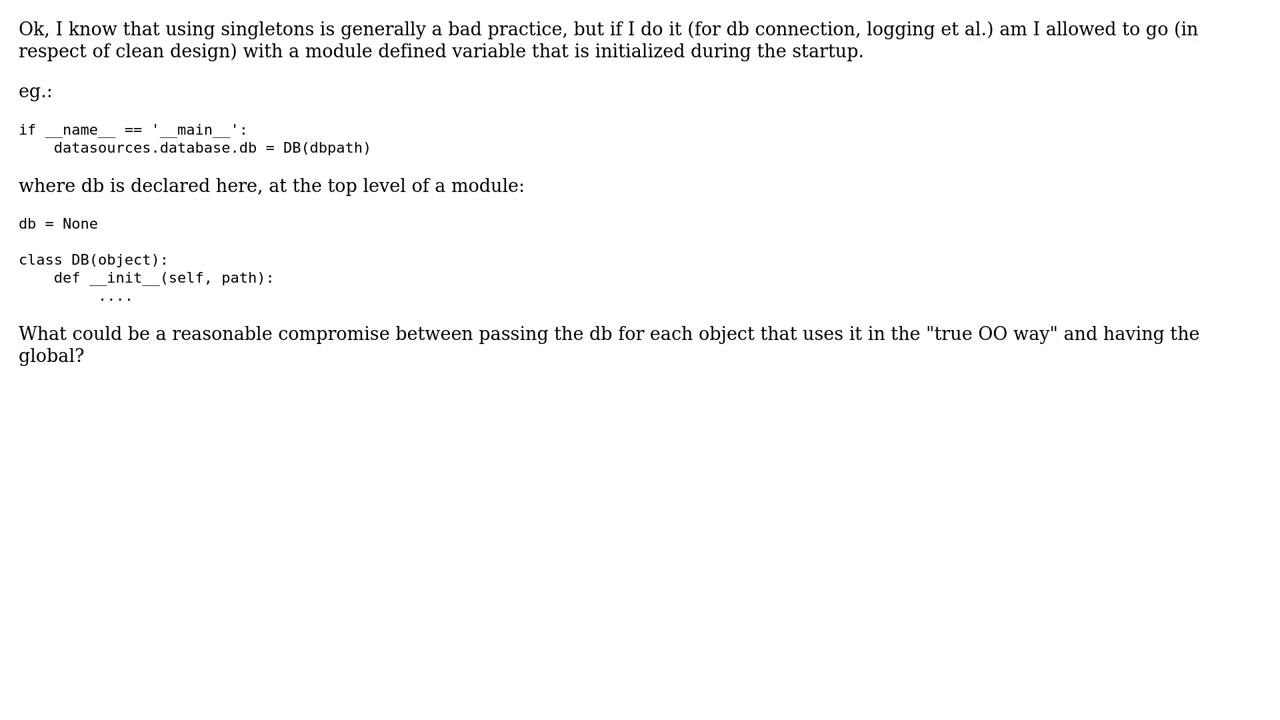 Ok, I know that using singletons is generally a bad practice, but if I do it (for db connection, logging et al.) am I allowed to go (in
respect of clean design) with a module defined variable that is initialized during the startup.
eg.:
if __name__ == '__main__':
    datasources.database.db = DB(dbpath)
where db is declared here, at the top level of a module:
db = None
class DB(object):
    def __init__(self, path):
         ....
What could be a reasonable compromise between passing the db for each object that uses it in the "true OO way" and having the
global?